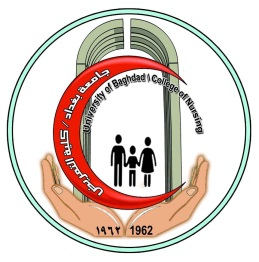 جامعة بغداد / كلية التمريض
University of Baghdad \ College of Nursing
١٩٦٢ 1962